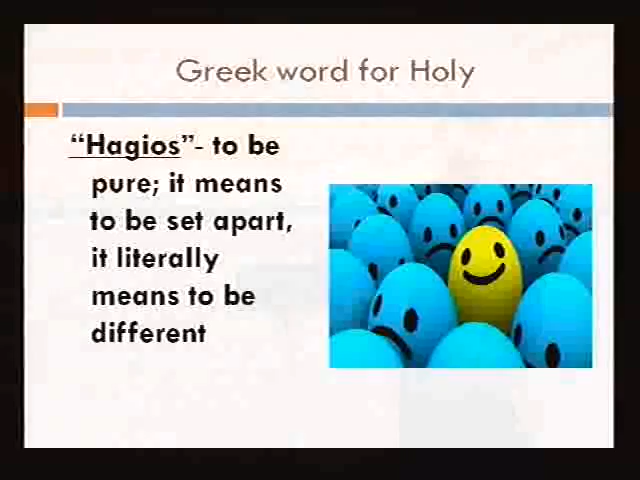 Greek word for Holy
“Hagios”- to be
pure; it means
to be set apart,
it literally
means to be
different